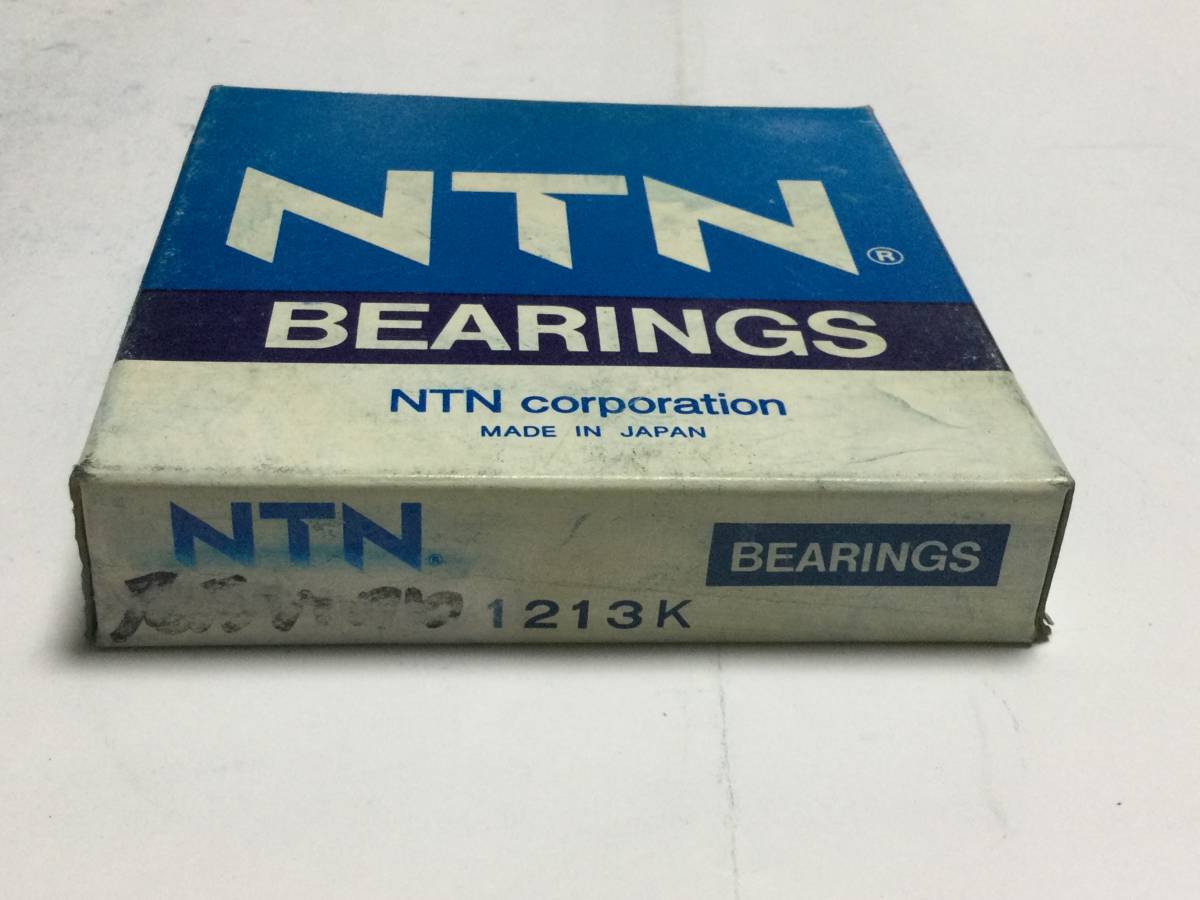 NTN®
BEARINGS
NTN corporation
MADE IN JAPAN
NTN®
BEARINGS
1213K